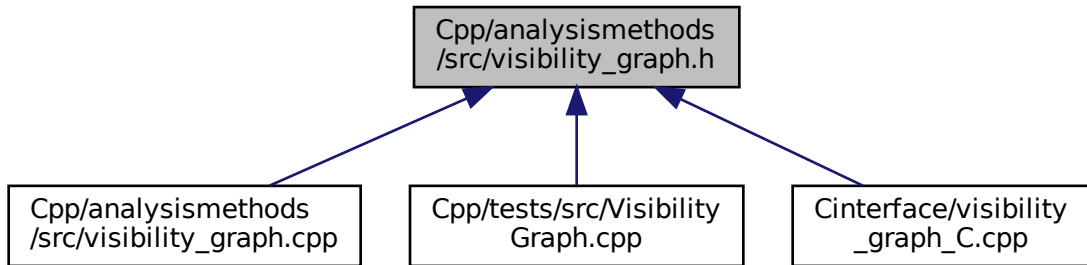 Cpp/analysismethods
/src/visibility_graph.h
Cpp/analysismethods
/src/visibility_graph.cpp
Cpp/tests/src/Visibility
Graph.cpp
Cinterface/visibility
_graph_C.cpp